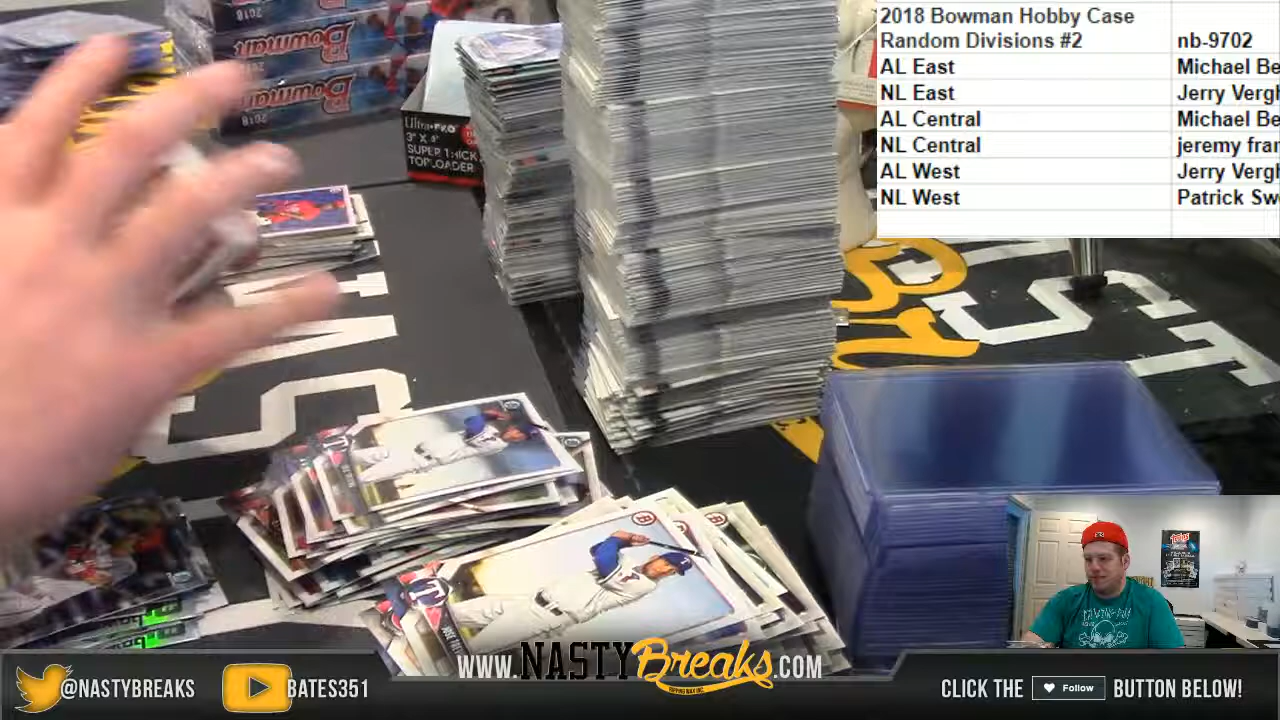 2018 Bowman Hobby Case
Random Divisions #2 nb-9702
AL East Michael Be
NL East Jerry Vergh
AL Central Michael Be
NL Central jeremy fran
AL West Jerry Vergh
NL West Patrick Sw
2018
Bowman
Bowman
2018
Ultra PRO
3" X 4"
SUPER THICK
TOPLOADER
@NASTYBREAKS
BATES351
WWW.NASTYBreaks.COM
CLICK THE Follow BUTTON BELOW!